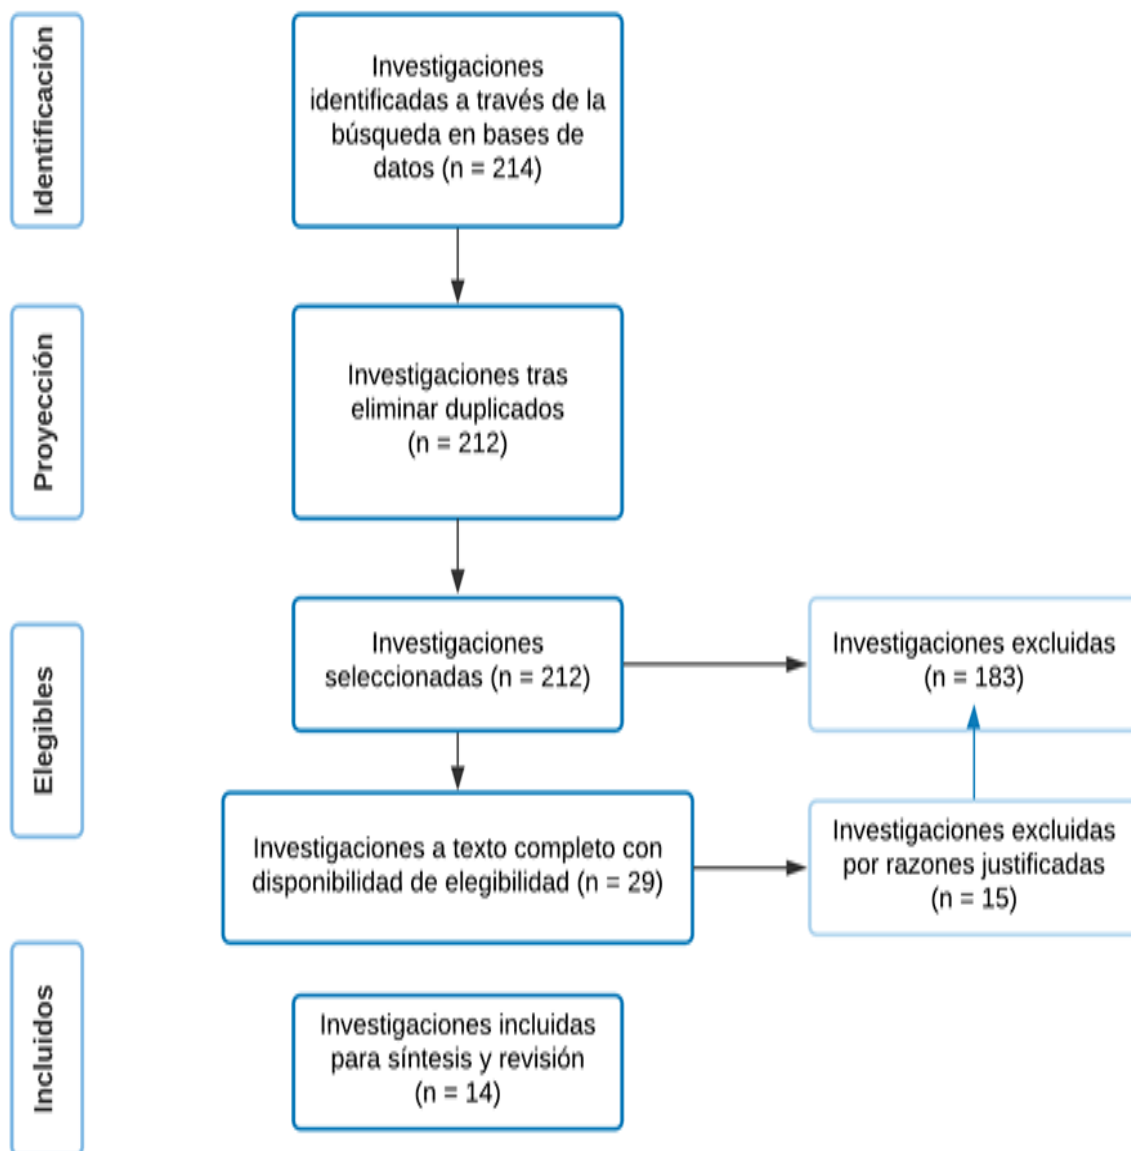 Identificación
Investigaciones
identificadas a través de la
búsqueda en bases de
datos (n = 214)
Proyección
Investigaciones tras
eliminar duplicados
(n = 212)
Elegibles
Investigaciones
seleccionadas (n = 212)
Investigaciones excluidas
(n = 183)
Investigaciones a texto completo con
disponibilidad de elegibilidad (n = 29)
Investigaciones excluidas
por razones justificadas
(n = 15)
Incluidos
Investigaciones incluidas
para síntesis y revisión
(n = 14)